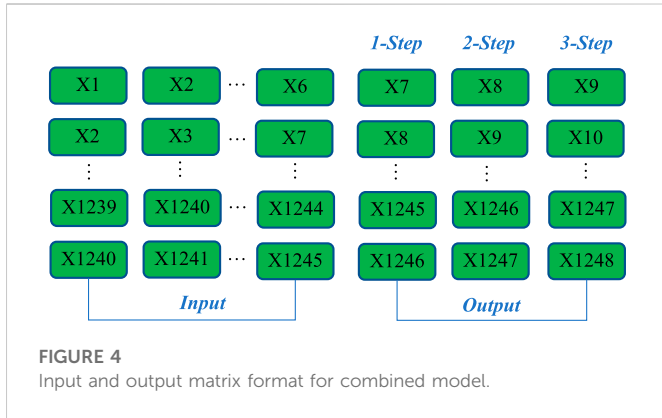 1-Step 2-Step 3-Step
X1 X2 ... X6 X7 X8 X9
X2 X3 ... X7 X8 X9 X10
⋮ ⋮ ⋮ ⋮ ⋮ ⋮
X1239 X1240 ... X1244 X1245 X1246 X1247
X1240 X1241 ... X1245 X1246 X1247 X1248
Input Output
FIGURE 4
Input and output matrix format for combined model.